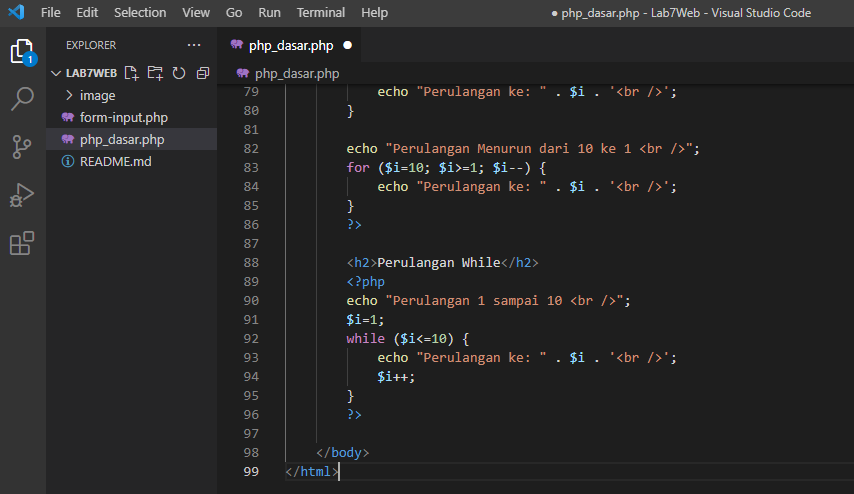 File Edit Selection View Go Run Terminal Help
● php_dasar.php - Lab7Web - Visual Studio Code
EXPLORER ···
php_dasar.php ●
1
LAB7WEB
php_dasar.php
image
form-input.php
php_dasar.php
README.md
79 echo "Perulangan ke: " . $i . '<br />';
80 }
81
82 echo "Perulangan Menurun dari 10 ke 1 <br />";
83 for ($i=10; $i>=1; $i--) {
84 echo "Perulangan ke: " . $i . '<br />';
85 }
86 ?>
87
88 <h2>Perulangan While</h2>
89 <?php
90 echo "Perulangan 1 sampai 10 <br />";
91 $i=1;
92 while ($i<=10) {
93 echo "Perulangan ke: " . $i . '<br />';
94 $i++;
95 }
96 ?>
97
98 </body>
99 </html>